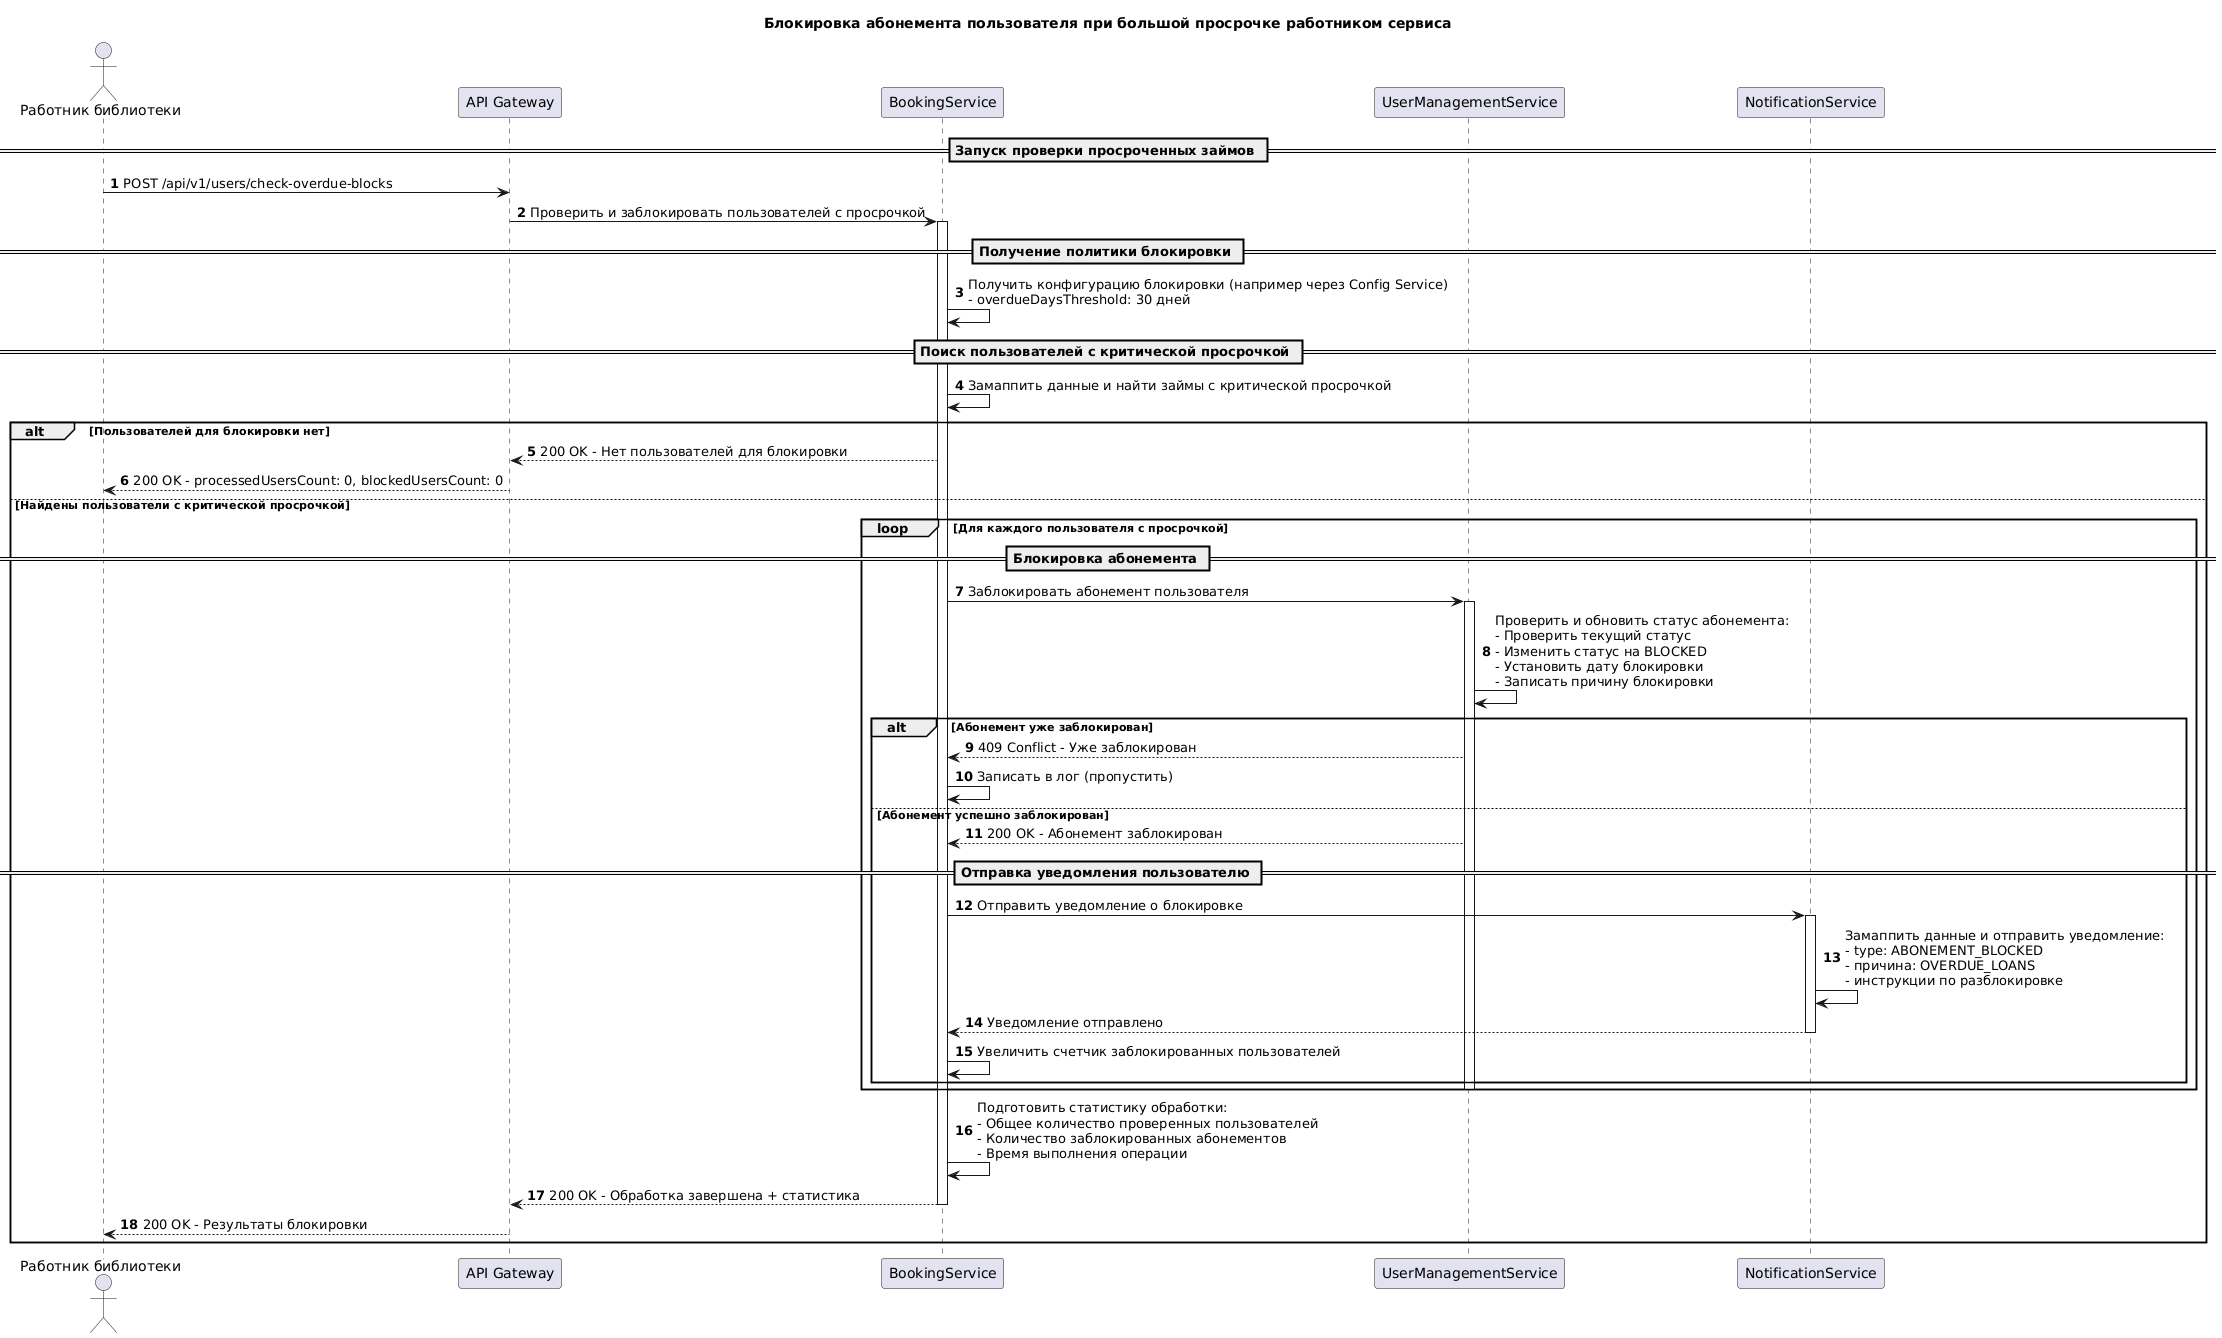 Блокировка абонемента пользователя при большой просрочке работником сервиса
Работник библиотеки
API Gateway
BookingService
UserManagementService
NotificationService
Запуск проверки просроченных займов
1 POST /api/v1/users/check-overdue-blocks
2 Проверить и заблокировать пользователей с просрочкой
Получение политики блокировки
3 Получить конфигурацию блокировки (например через Config Service)
- overdueDaysThreshold: 30 дней
Поиск пользователей с критической просрочкой
4 Замаппить данные и найти займы с критической просрочкой
alt [Пользователей для блокировки нет]
5 200 OK - Нет пользователей для блокировки
6 200 OK - processedUsersCount: 0, blockedUsersCount: 0
[Найдены пользователи с критической просрочкой]
loop [Для каждого пользователя с просрочкой]
Блокировка абонемента
7 Заблокировать абонемент пользователя
Проверить и обновить статус абонемента:
- Проверить текущий статус
8 - Изменить статус на BLOCKED
- Установить дату блокировки
- Записать причину блокировки
alt [Абонемент уже заблокирован]
9 409 Conflict - Уже заблокирован
10 Записать в лог (пропустить)
[Абонемент успешно заблокирован]
11 200 OK - Абонемент заблокирован
Отправка уведомления пользователю
12 Отправить уведомление о блокировке
Замаппить данные и отправить уведомление:
- type: ABONEMENT_BLOCKED
13 - причина: OVERDUE_LOANS
- инструкции по разблокировке
14 Уведомление отправлено
15 Увеличить счетчик заблокированных пользователей
Подготовить статистику обработки:
- Общее количество проверенных пользователей
16 - Количество заблокированных абонементов
- Время выполнения операции
17 200 OK - Обработка завершена + статистика
18 200 OK - Результаты блокировки
Работник библиотеки
API Gateway
BookingService
UserManagementService
NotificationService